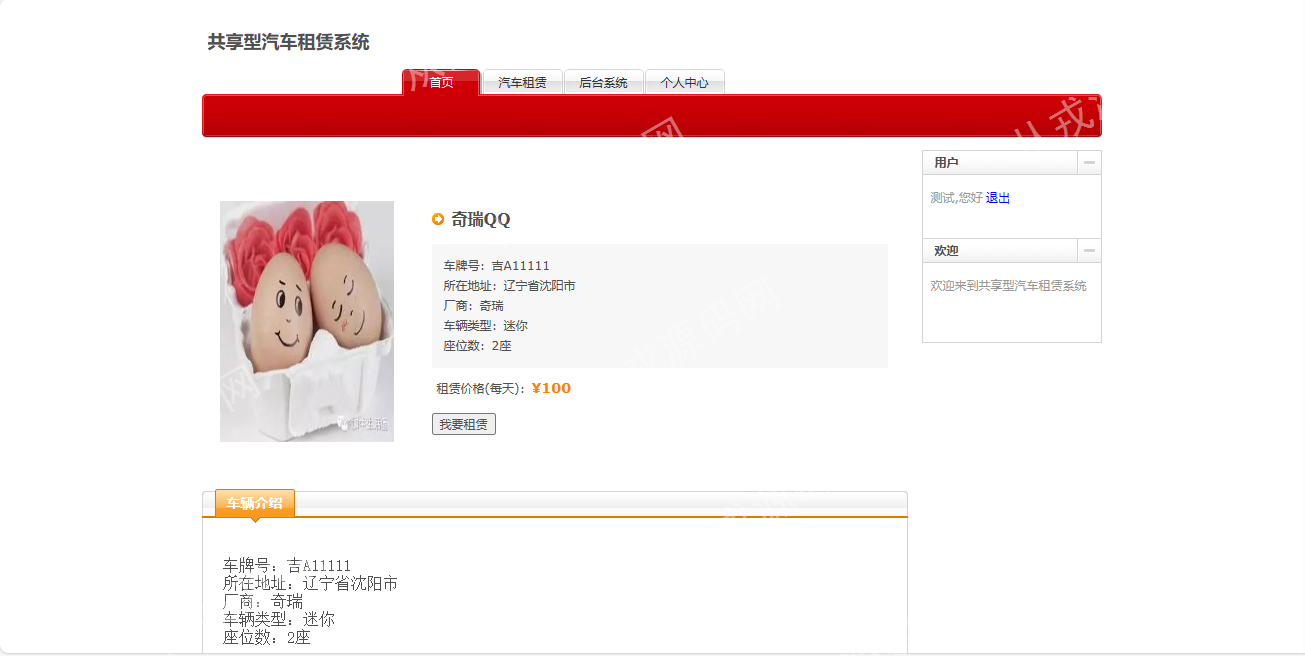 共享型汽车租赁系统
首页
汽车租赁
后台系统
个人中心
用户
测试,您好 退出
欢迎
欢迎来到共享型汽车租赁系统
奇瑞QQ
车牌号：吉A11111
所在地址：辽宁省沈阳市
厂商：奇瑞
车辆类型：迷你
座位数：2座
租赁价格(每天)：¥100
我要租赁
车辆介绍
车牌号：吉A11111
所在地址：辽宁省沈阳市
厂商：奇瑞
车辆类型：迷你
座位数：2座